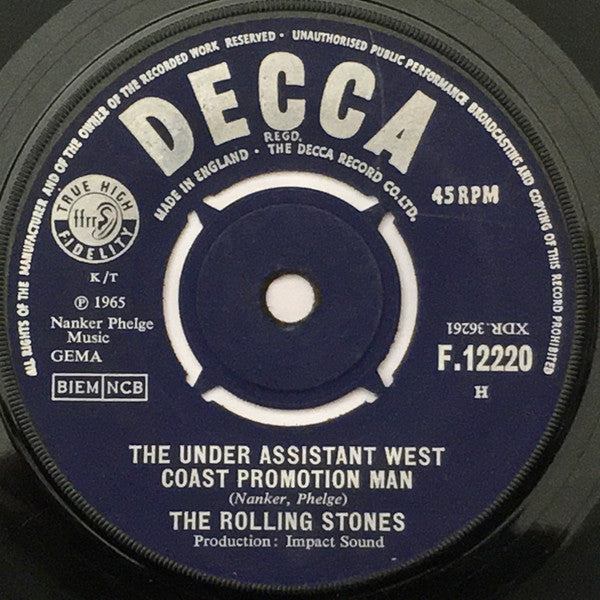 ALL RIGHTS OF THE MANUFACTURER AND OF THE OWNER OF THE RECORDED WORK RESERVED · UNAUTHORISED PUBLIC PERFORMANCE BROADCASTING AND COPYING OF THIS RECORD PROHIBITED
DECCA
REGD.
MADE IN ENGLAND · THE DECCA RECORD CO. LTD.
TRUE HIGH
ffrr
FIDELITY
45 RPM
K/T
℗ 1965
Nanker Phelge
Music
GEMA
BIEM NCB
XDR. 36261
F.12220
H
THE UNDER ASSISTANT WEST
COAST PROMOTION MAN
(Nanker, Phelge)
THE ROLLING STONES
Production: Impact Sound